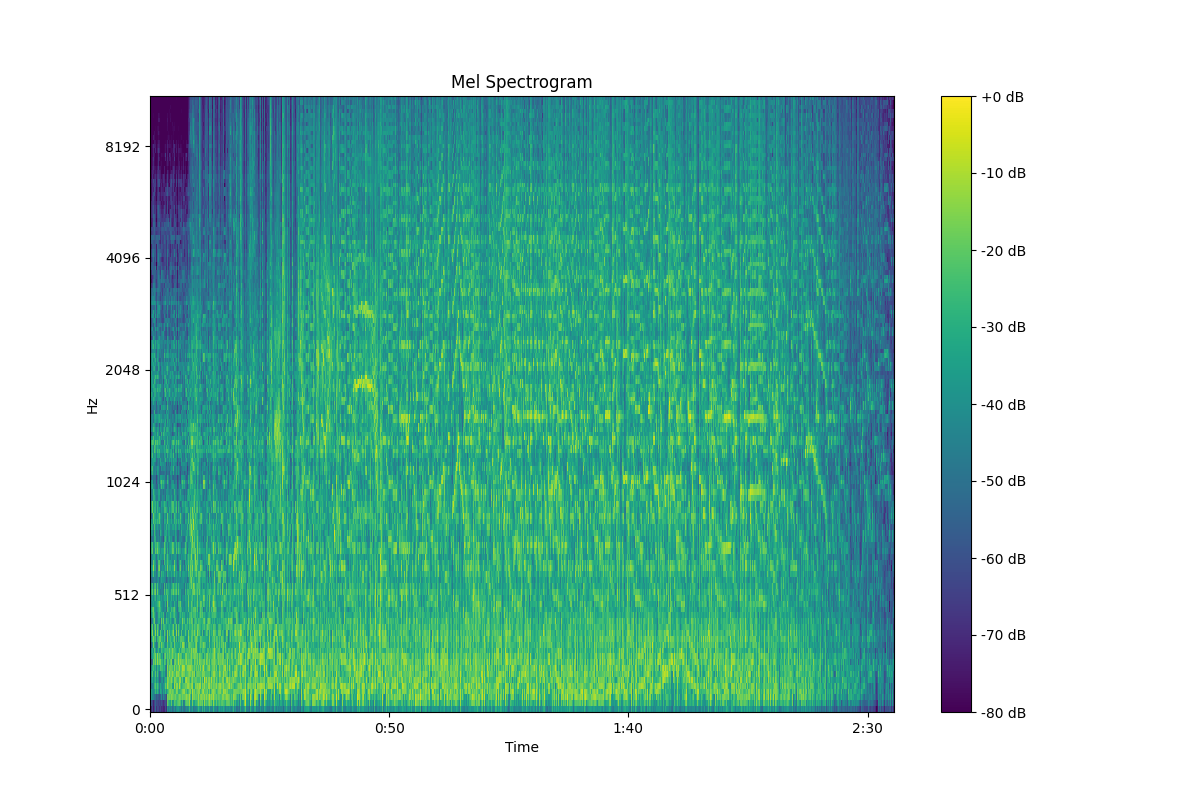 Mel Spectrogram
+0 dB
8192
-10 dB
-20 dB
4096
-30 dB
2048
Hz
-40 dB
1024
-50 dB
-60 dB
512
-70 dB
0
-80 dB
0:00
0:50
1:40
2:30
Time